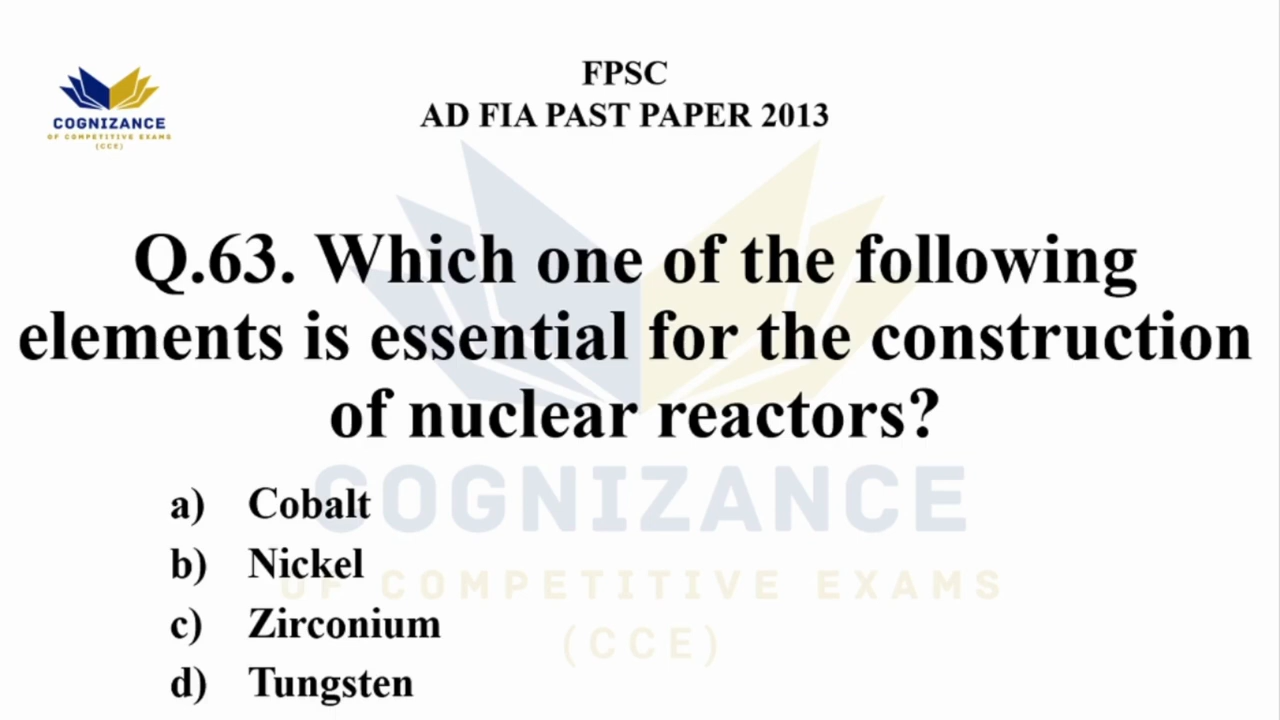 FPSC
AD FIA PAST PAPER 2013
COGNIZANCE
OF COMPETITIVE EXAMS
(CCE)
Q.63. Which one of the following
elements is essential for the construction
of nuclear reactors?
COGNIZANCE
OF COMPETITIVE EXAMS
(CCE)
a) Cobalt
b) Nickel
c) Zirconium
d) Tungsten